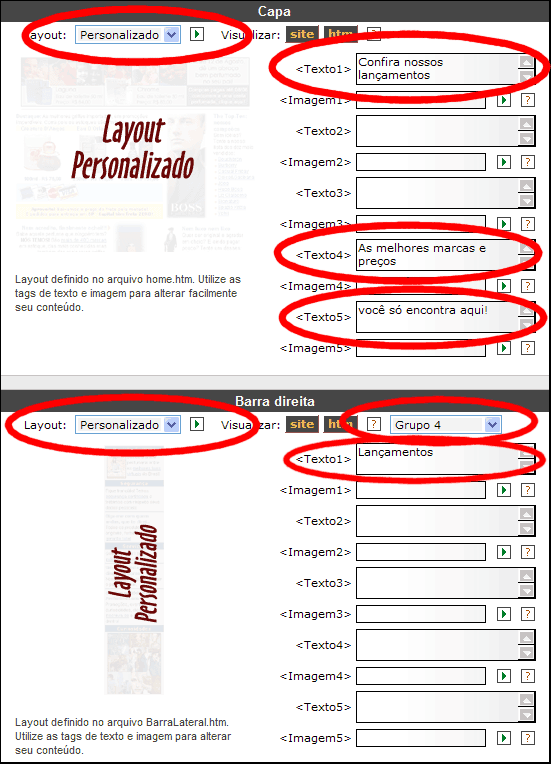 Capa
Layout: Personalizado Visualizar: site htm ?
<Texto1> Confira nossos
lançamentos
<Imagem1> ?
<Texto2>
<Imagem2> ?
<Texto3>
<Imagem3> ?
<Texto4> As melhores marcas e
preços
<Imagem4> ?
<Texto5> você só encontra aqui!
<Imagem5> ?
Layout
Personalizado
BOSS
Layout definido no arquivo home.htm. Utilize as
tags de texto e imagem para alterar facilmente
seu conteúdo.
Barra direita
Layout: Personalizado Visualizar: site htm ? Grupo 4
<Texto1> Lançamentos
<Imagem1> ?
<Texto2>
<Imagem2> ?
<Texto3>
<Imagem3> ?
<Texto4>
<Imagem4> ?
<Texto5>
<Imagem5> ?
Layout
Personalizado
Layout definido no arquivo BarraLateral.htm.
Utilize as tags de texto e imagem para alterar
seu conteúdo.